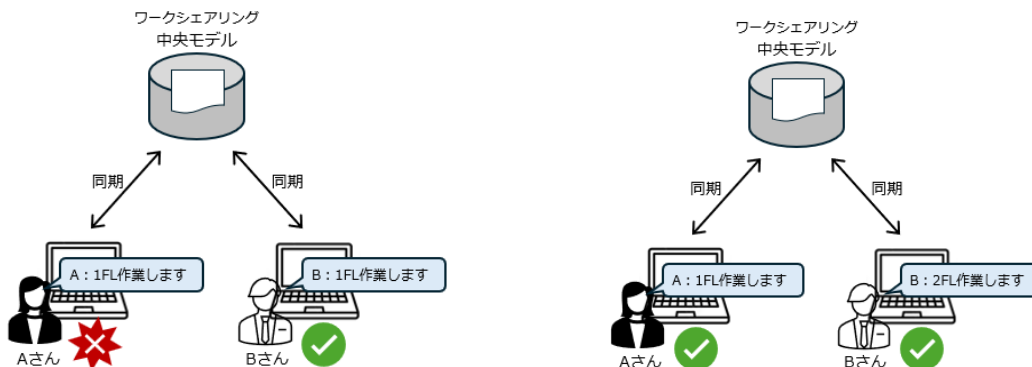 ワークシェアリング
中央モデル
同期
同期
A：1FL作業します
B：1FL作業します
Aさん
Bさん
ワークシェアリング
中央モデル
同期
同期
A：1FL作業します
B：2FL作業します
Aさん
Bさん